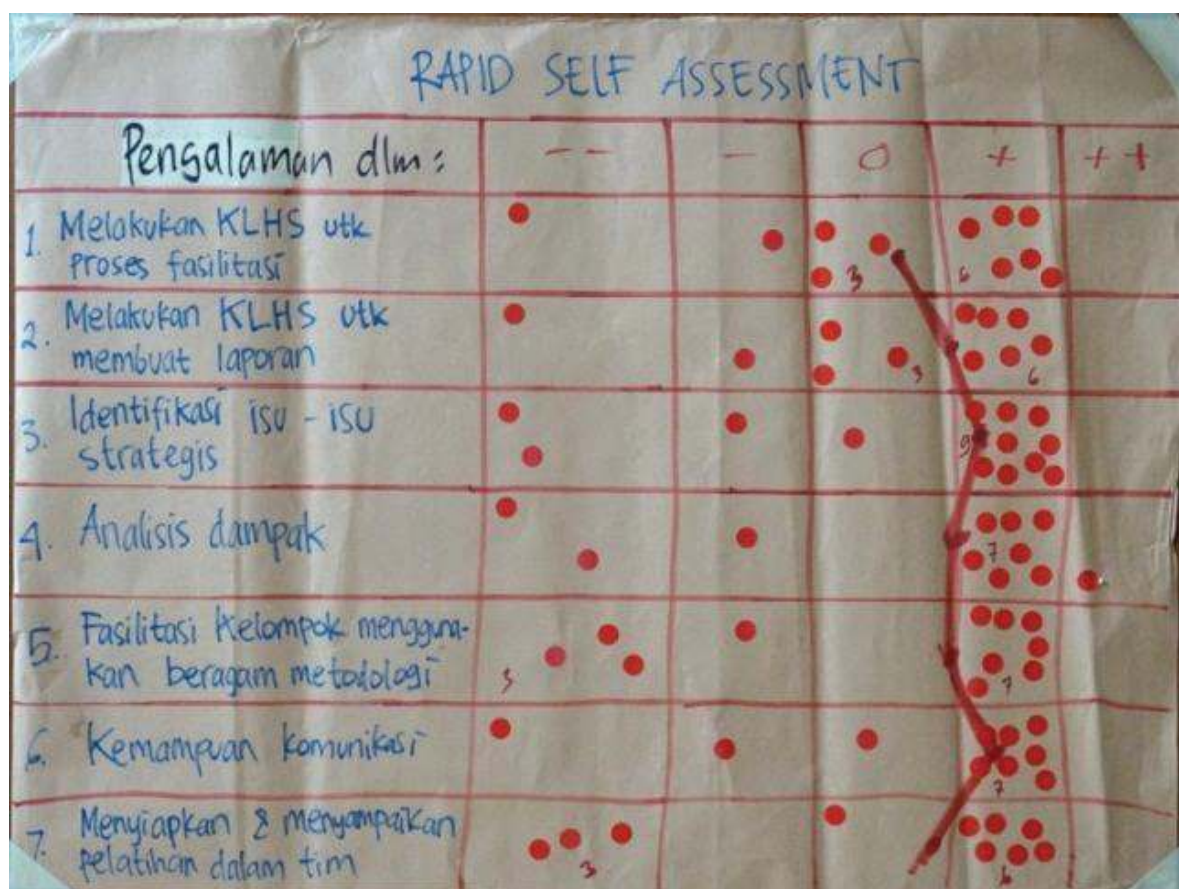 RAPID SELF ASSESSMENT
Pengalaman dlm: -- - O + ++
1. Melakukan KLHS utk
proses fasilitasi
3 6
2. Melakukan KLHS utk
membuat laporan
3 6
3. Identifikasi isu - isu
strategis
9
4. Analisis dampak
7
5. Fasilitasi Kelompok mengguna-
kan beragam metodologi
3 7
6. Kemampuan komunikasi
7
7. Menyiapkan & menyampaikan
pelatihan dalam tim
3 6